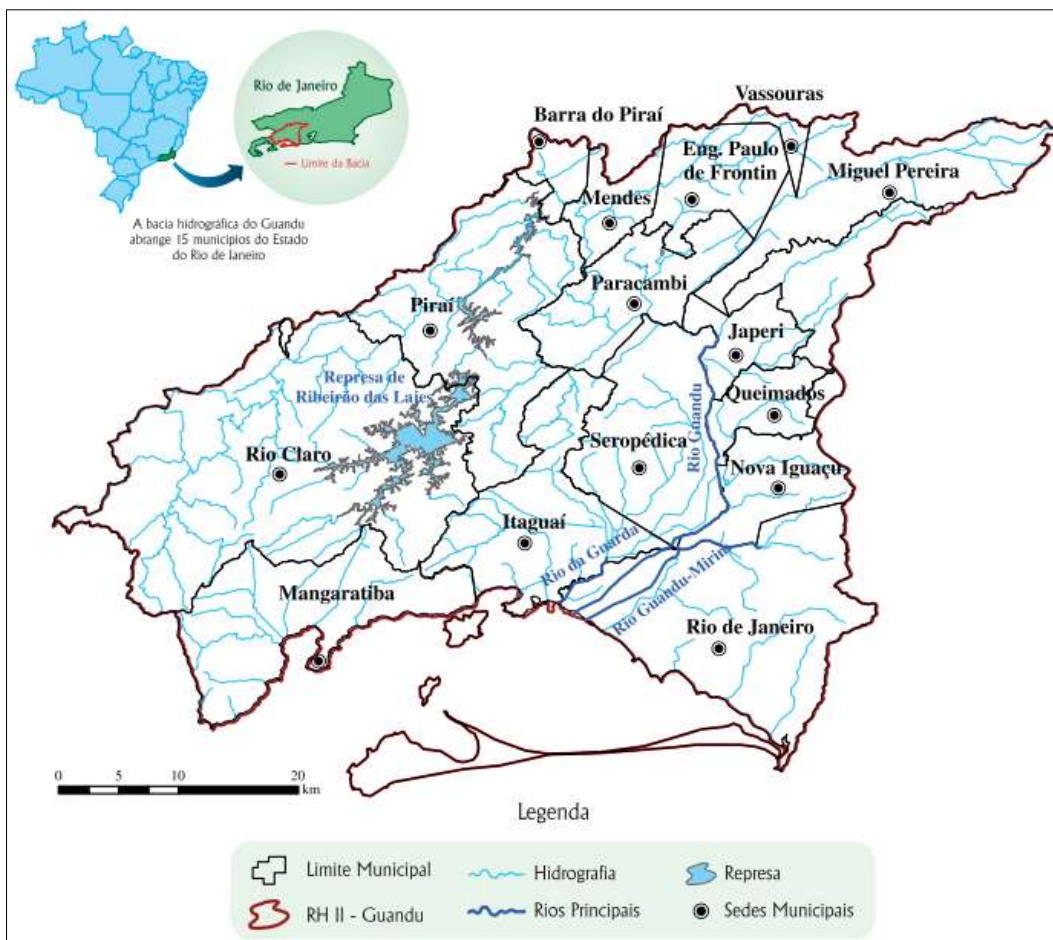 Rio de Janeiro
Limite da Bacia
A bacia hidrográfica do Guandu
abrange 15 municípios do Estado
do Rio de Janeiro
Vassouras
Barra do Piraí
Eng. Paulo
de Frontin
Miguel Pereira
Mendes
Paracambi
Piraí
Japeri
Represa de
Ribeirão das Lajes
Queimados
Rio Guandu
Seropédica
Rio Claro
Nova Iguaçu
Itaguaí
Rio da Guarda
Mangaratiba
Rio Guandu-Mirim
Rio de Janeiro
0 5 10 20
km
Legenda
Limite Municipal
Hidrografia
Represa
RH II - Guandu
Rios Principais
Sedes Municipais